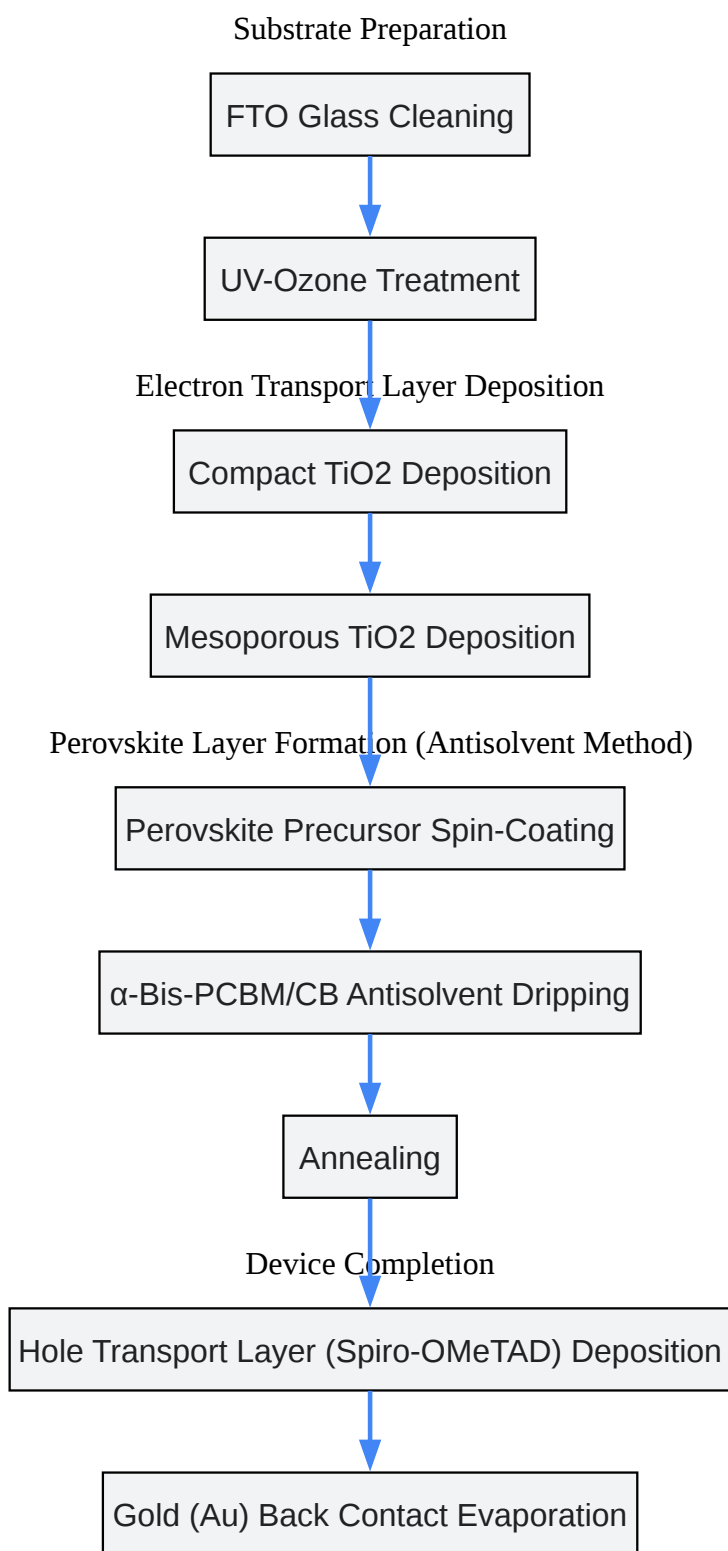 Substrate Preparation
FTO Glass Cleaning
UV-Ozone Treatment
Electron Transport Layer Deposition
Compact TiO2 Deposition
Mesoporous TiO2 Deposition
Perovskite Layer Formation (Antisolvent Method)
Perovskite Precursor Spin-Coating
α-Bis-PCBM/CB Antisolvent Dripping
Annealing
Device Completion
Hole Transport Layer (Spiro-OMeTAD) Deposition
Gold (Au) Back Contact Evaporation